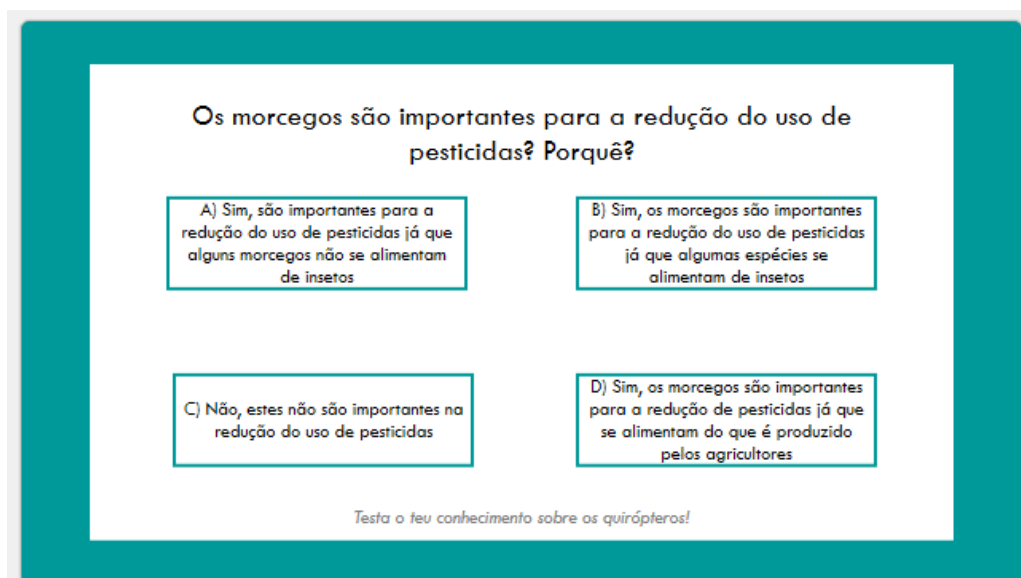 Os morcegos são importantes para a redução do uso de
pesticidas? Porquê?
A) Sim, são importantes para a
redução do uso de pesticidas já que
alguns morcegos não se alimentam
de insetos
B) Sim, os morcegos são importantes
para a redução do uso de pesticidas
já que algumas espécies se
alimentam de insetos
C) Não, estes não são importantes na
redução do uso de pesticidas
D) Sim, os morcegos são importantes
para a redução de pesticidas já que
se alimentam do que é produzido
pelos agricultores
Testa o teu conhecimento sobre os quirópteros!